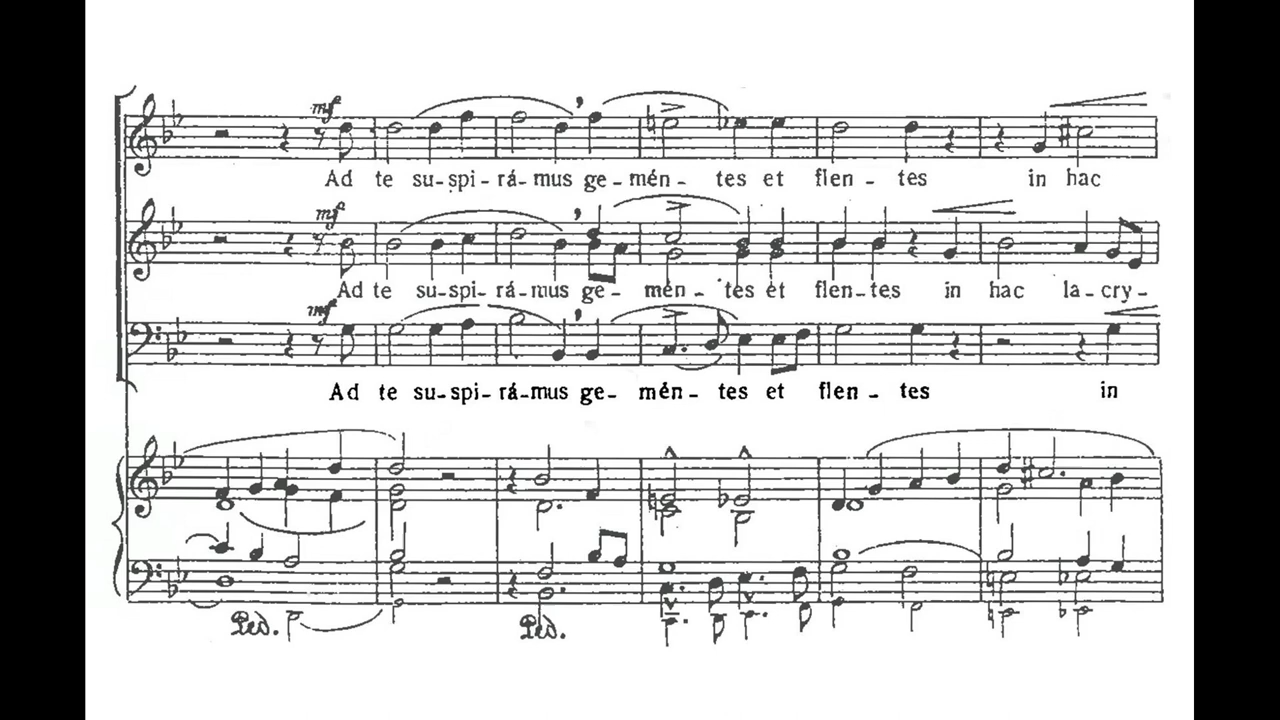 mf
Ad te su-spi-rá-mus ge-mén-tes et flen-tes in hac
mf
Ad te su-spi-rá-mus ge-mén-tes et flen-tes in hac la-cry-
mf
Ad te su-spi-rá-mus ge-mén-tes et flen-tes in
Ped. Ped.